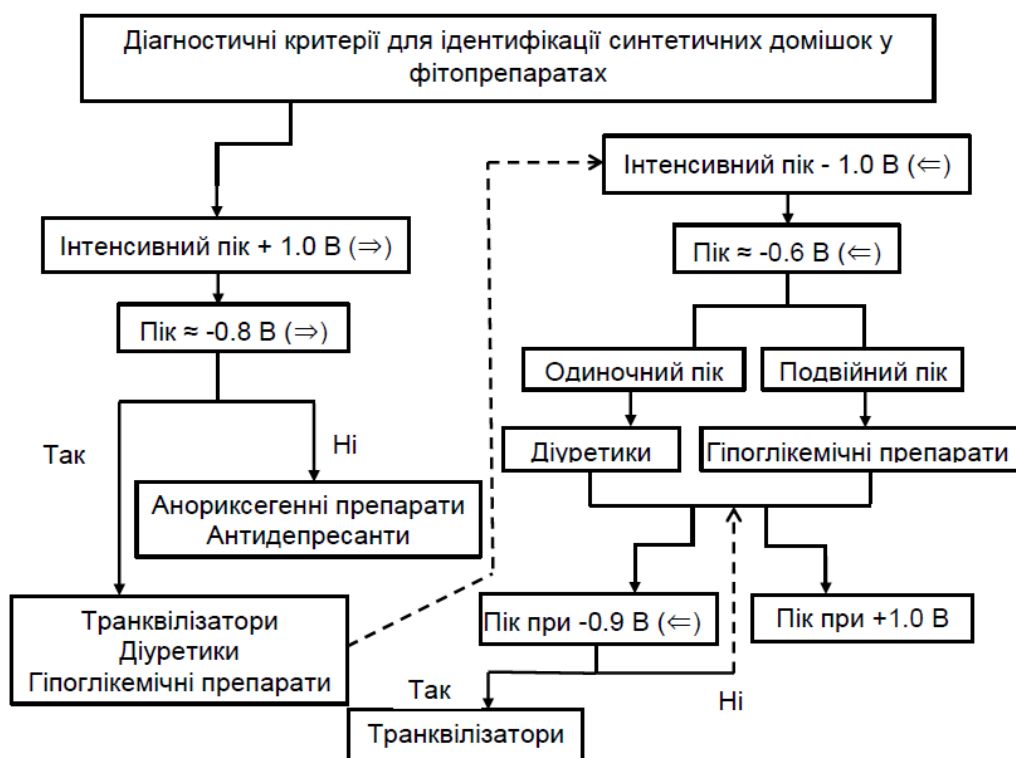 Діагностичні критерії для ідентифікації синтетичних домішок у
фітопрепаратах
Інтенсивний пік + 1.0 В (⇒)
Пік ≈ -0.8 В (⇒)
Так
Ні
Анориксегенні препарати
Антидепресанти
Транквілізатори
Діуретики
Гіпоглікемічні препарати
Інтенсивний пік - 1.0 В (⇐)
Пік ≈ -0.6 В (⇐)
Одиночний пік
Подвійний пік
Діуретики
Гіпоглікемічні препарати
Пік при -0.9 В (⇐)
Пік при +1.0 В
Так
Ні
Транквілізатори